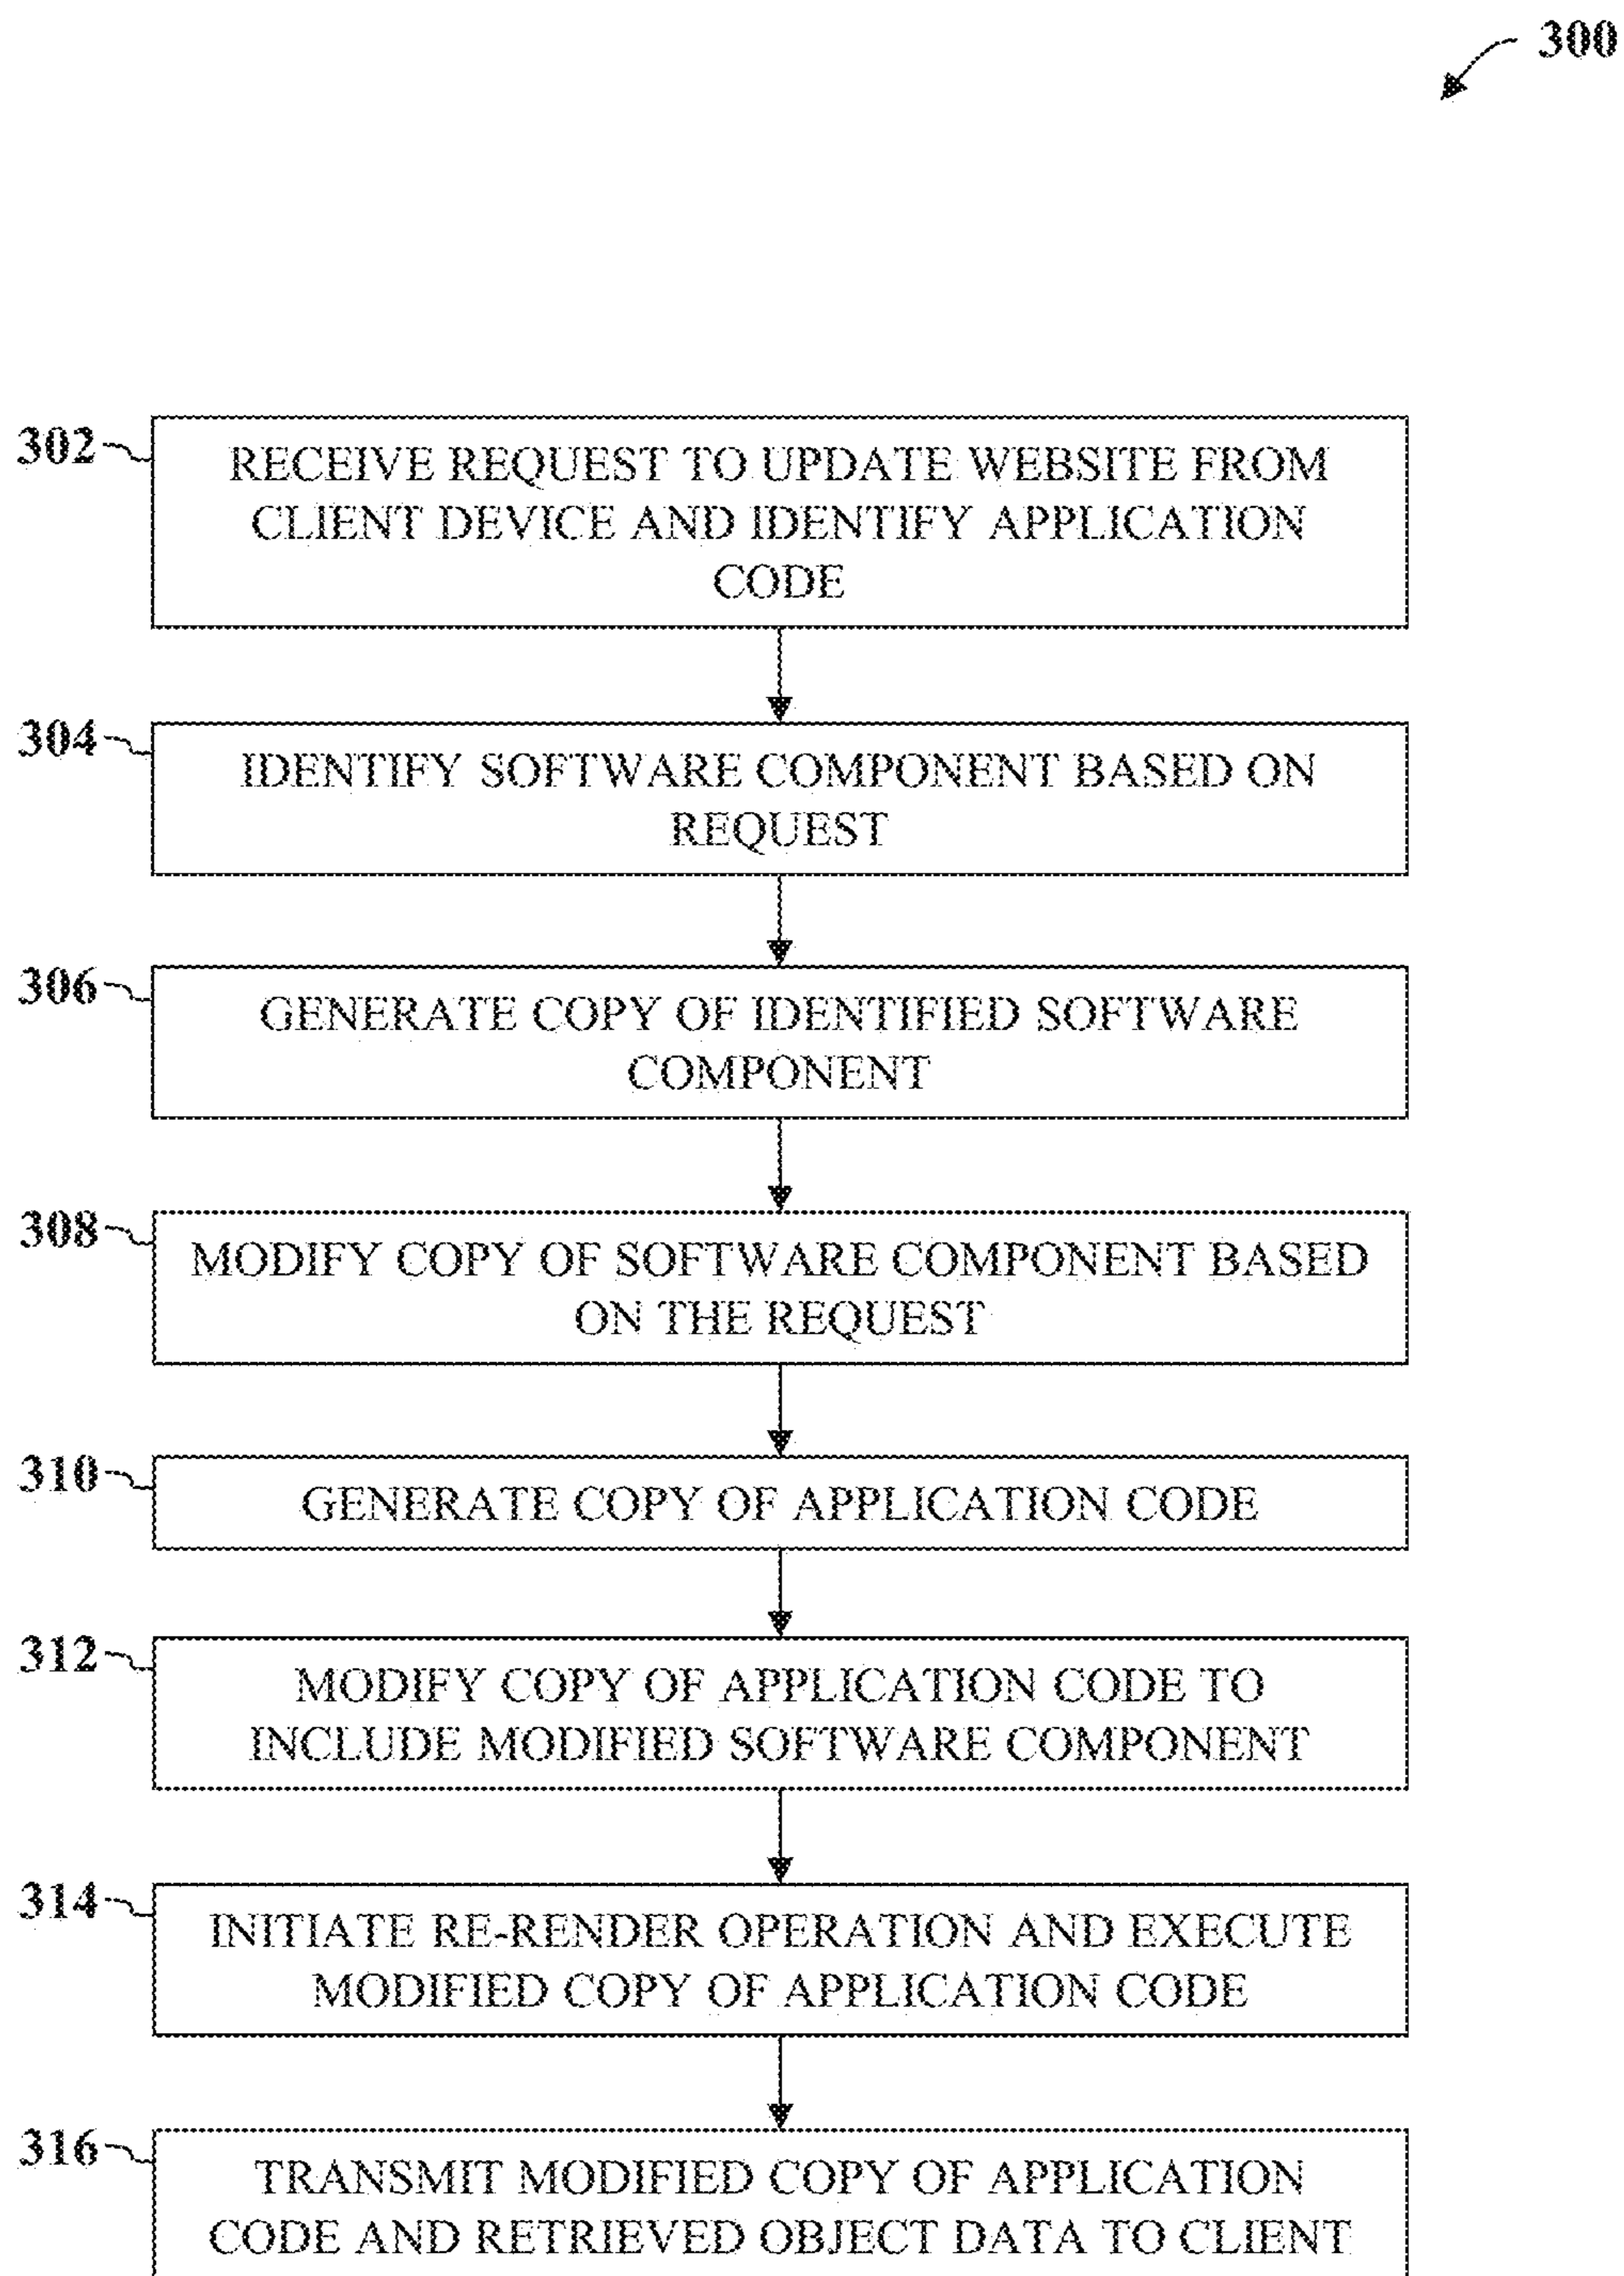 300
302
RECEIVE REQUEST TO UPDATE WEBSITE FROM
CLIENT DEVICE AND IDENTIFY APPLICATION
CODE
304
IDENTIFY SOFTWARE COMPONENT BASED ON
REQUEST
306
GENERATE COPY OF IDENTIFIED SOFTWARE
COMPONENT
308
MODIFY COPY OF SOFTWARE COMPONENT BASED
ON THE REQUEST
310
GENERATE COPY OF APPLICATION CODE
312
MODIFY COPY OF APPLICATION CODE TO
INCLUDE MODIFIED SOFTWARE COMPONENT
314
INITIATE RE-RENDER OPERATION AND EXECUTE
MODIFIED COPY OF APPLICATION CODE
316
TRANSMIT MODIFIED COPY OF APPLICATION
CODE AND RETRIEVED OBJECT DATA TO CLIENT